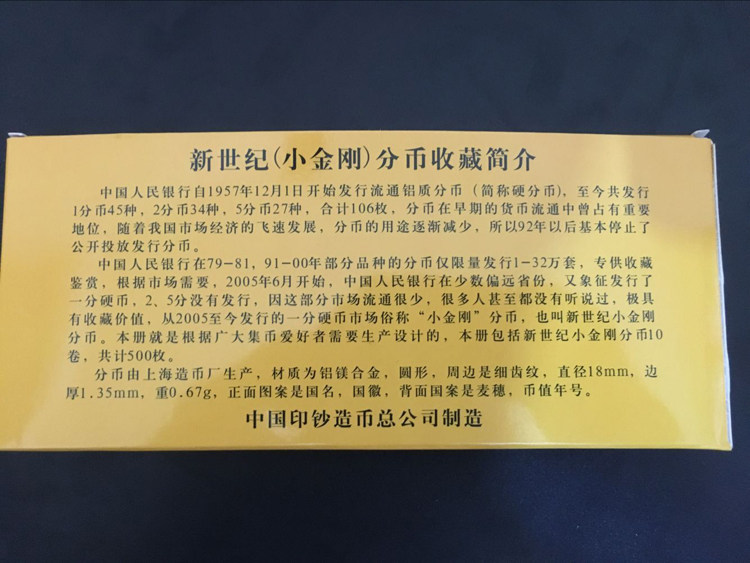 新世纪(小金刚)分币收藏简介
中国人民银行自1957年12月1日开始发行流通铝质分币（简称硬分币)，至今共发行
1分币45种，2分币34种，5分币27种，合计106枚，分币在早期的货币流通中曾占有重要
地位，随着我国市场经济的飞速发展，分币的用途逐渐减少，所以92年以后基本停止了
公开投放发行分币。
中国人民银行在79-81，91-00年部分品种的分币仅限量发行1-32万套，专供收藏
鉴赏，根据市场需要，2005年6月开始，中国人民银行在少数偏远省份，又象征发行了
一分硬币，2、5分没有发行，因这部分市场流通很少，很多人甚至都没有听说过，极具
有收藏价值，从2005至今发行的一分硬币市场俗称“小金刚”分币，也叫新世纪小金刚
分币。本册就是根据广大集币爱好者需要生产设计的，本册包括新世纪小金刚分币10
卷，共计500枚。
分币由上海造币厂生产，材质为铝镁合金，圆形，周边是细齿纹，直径18mm，边
厚1.35mm，重0.67g，正面图案是国名，国徽，背面国案是麦穗，币值年号。
中国印钞造币总公司制造